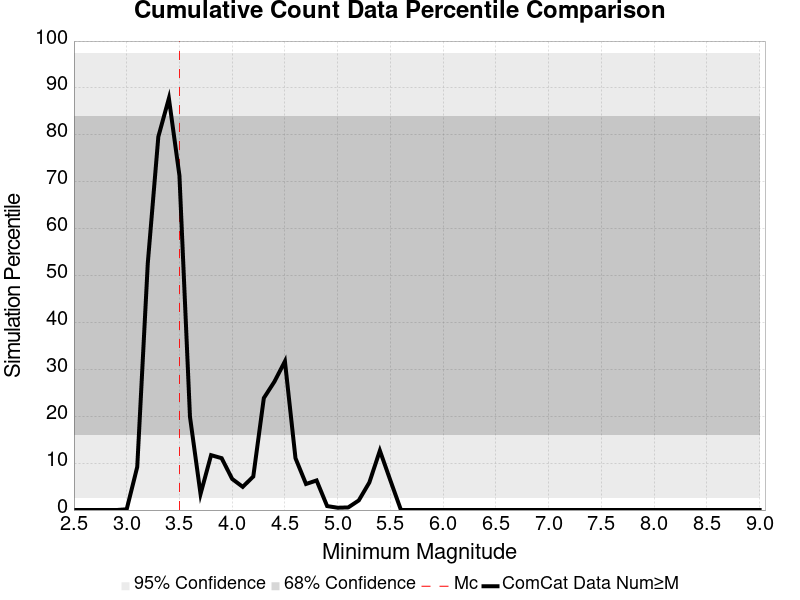 Cumulative Count Data Percentile Comparison
100
90
80
70
60
50
40
30
20
10
0
Simulation Percentile
2.5 3.0 3.5 4.0 4.5 5.0 5.5 6.0 6.5 7.0 7.5 8.0 8.5 9.0
Minimum Magnitude
95% Confidence 68% Confidence Mc ComCat Data Num≥M